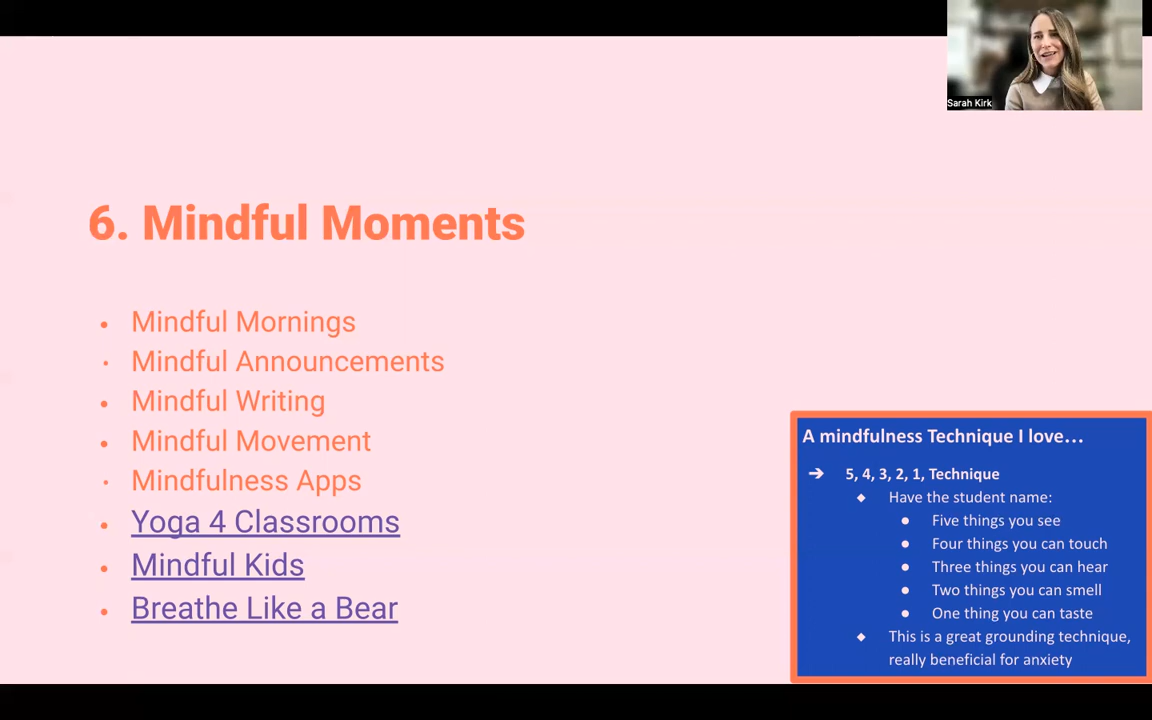 Sarah Kirk
6. Mindful Moments
• Mindful Mornings
• Mindful Announcements
• Mindful Writing
• Mindful Movement
• Mindfulness Apps
• Yoga 4 Classrooms
• Mindful Kids
• Breathe Like a Bear
A mindfulness Technique I love...
➔ 5, 4, 3, 2, 1, Technique
◆ Have the student name:
● Five things you see
● Four things you can touch
● Three things you can hear
● Two things you can smell
● One thing you can taste
◆ This is a great grounding technique,
really beneficial for anxiety